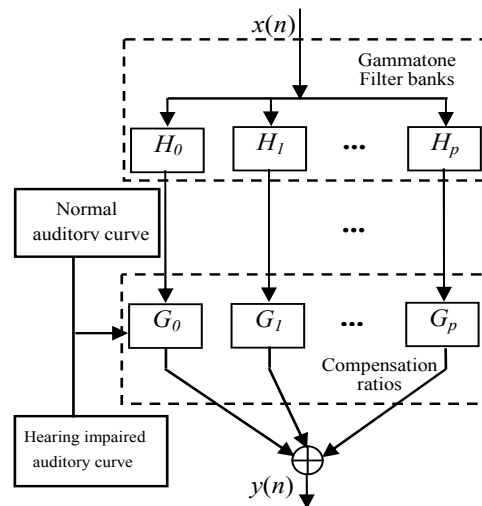 x(n)
Gammatone
Filter banks
H0 H1 ... Hp
Normal
auditory curve
...
G0 G1 ... Gp
Compensation
ratios
Hearing impaired
auditory curve
y(n)